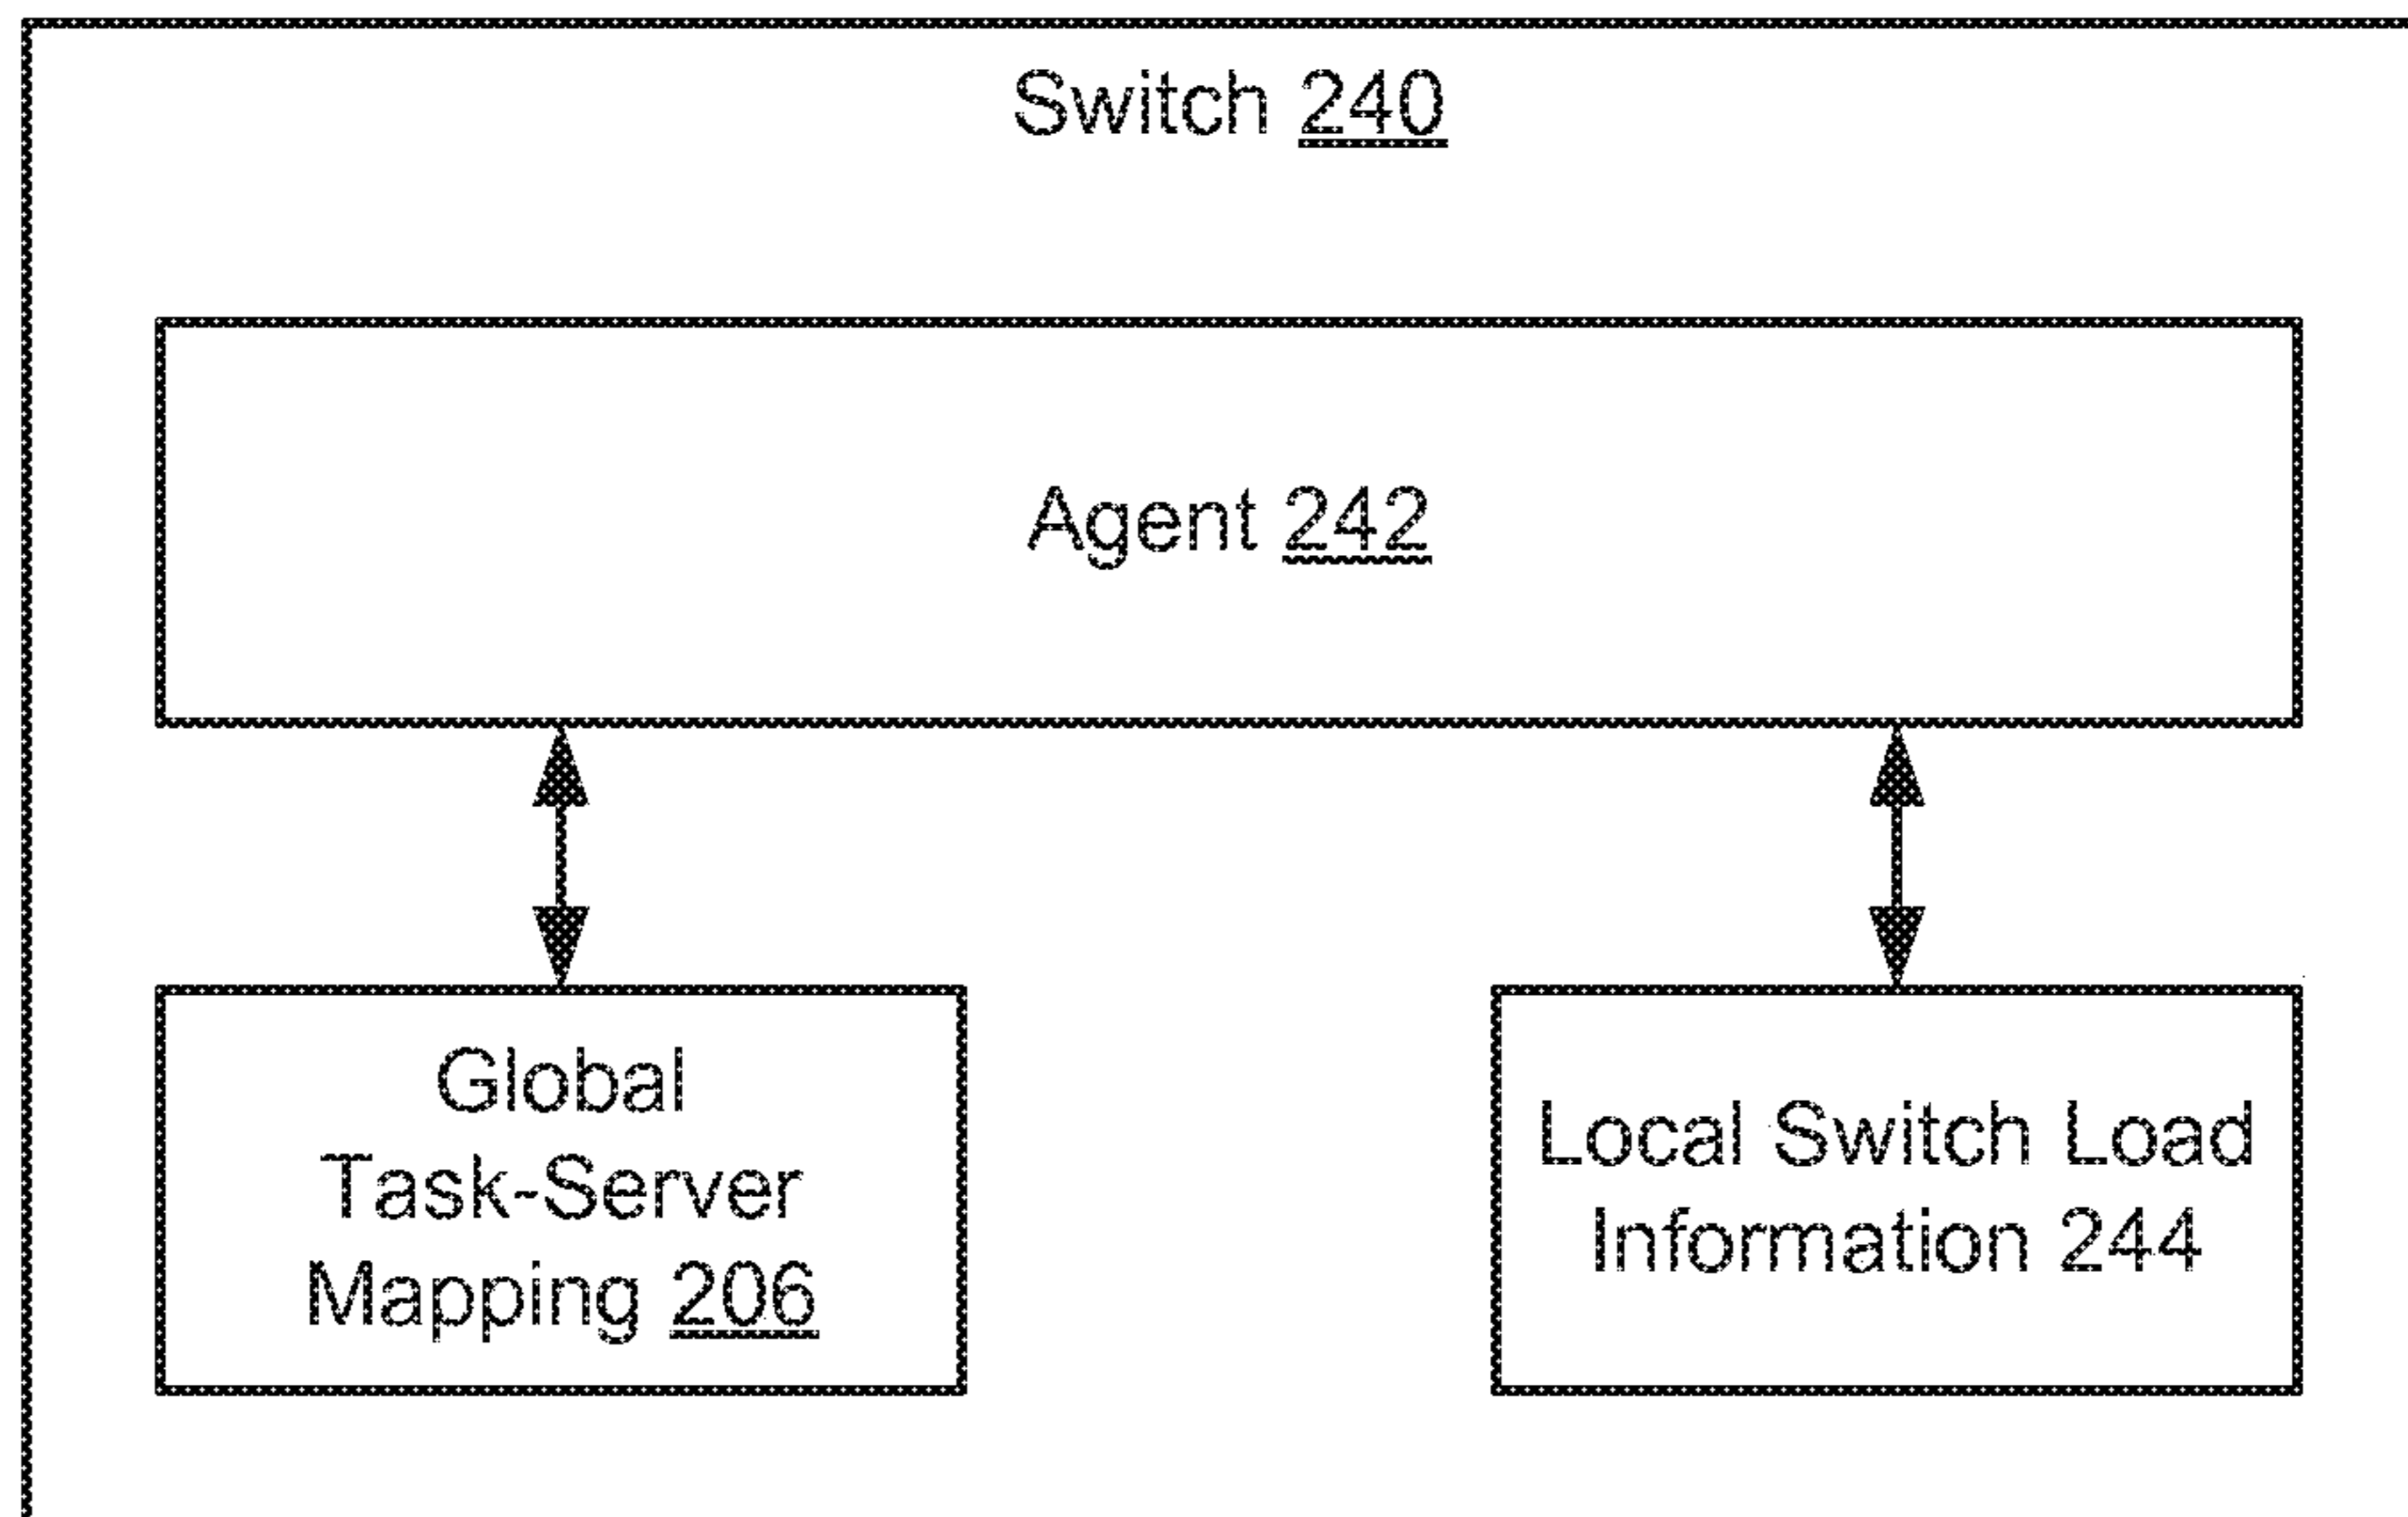 Switch 240
Agent 242
Global
Task-Server
Mapping 206
Local Switch Load
Information 244